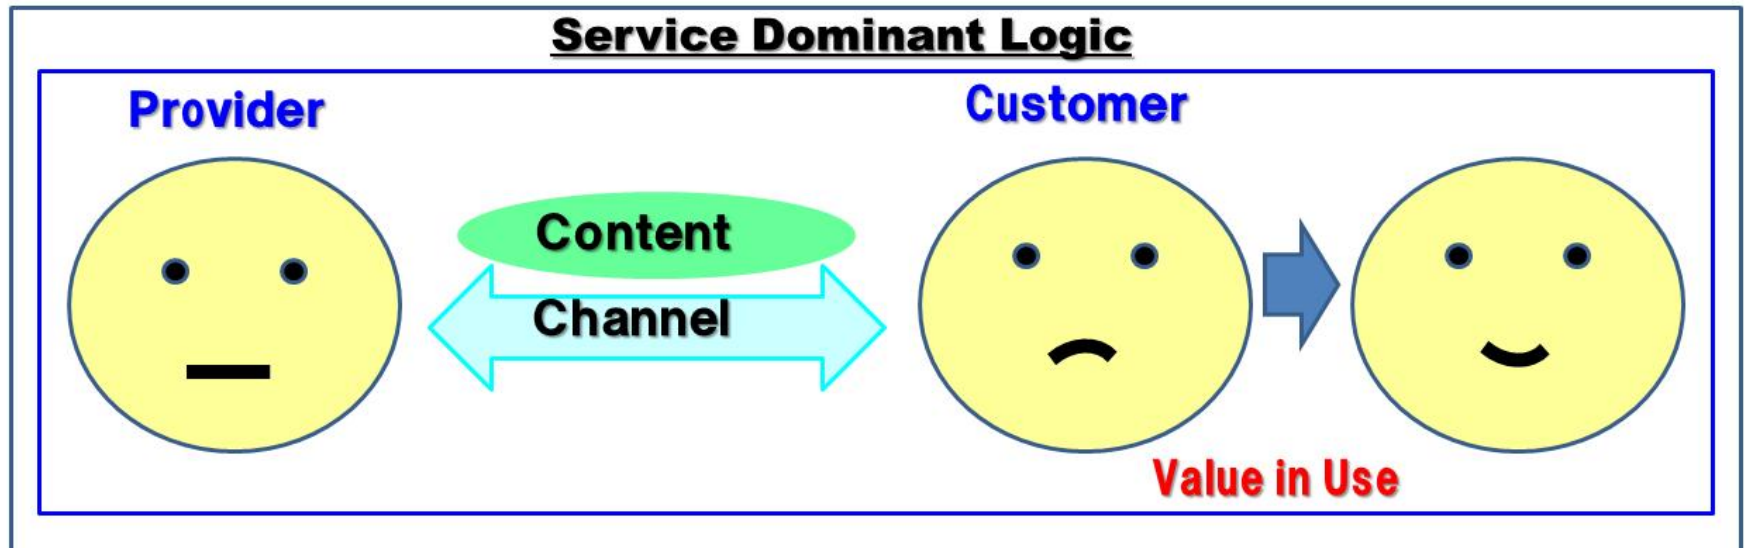 Service Dominant Logic
Provider
Customer
Content
Channel
Value in Use